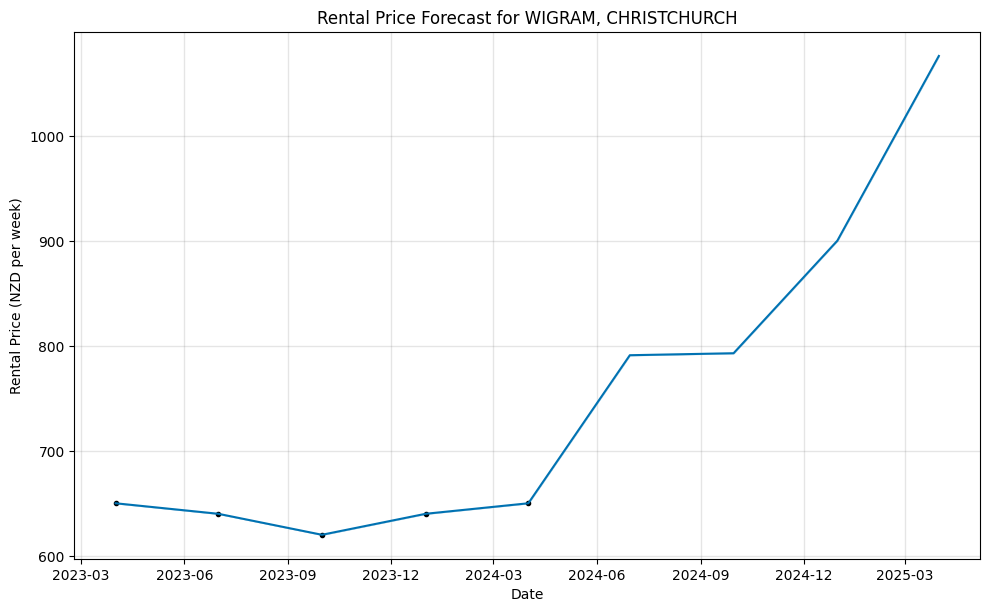 Rental Price Forecast for WIGRAM, CHRISTCHURCH
Rental Price (NZD per week)
1000
900
800
700
600
2023-03 2023-06 2023-09 2023-12 2024-03 2024-06 2024-09 2024-12 2025-03
Date